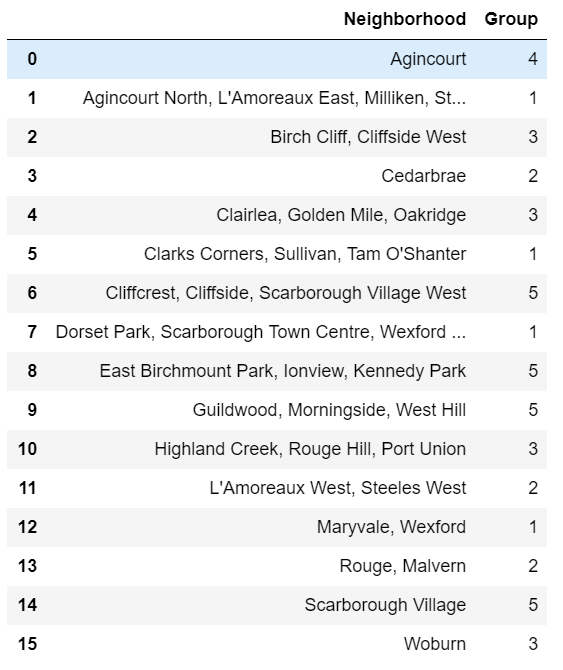 Neighborhood Group
0 Agincourt 4
1 Agincourt North, L'Amoreaux East, Milliken, St... 1
2 Birch Cliff, Cliffside West 3
3 Cedarbrae 2
4 Clairlea, Golden Mile, Oakridge 3
5 Clarks Corners, Sullivan, Tam O'Shanter 1
6 Cliffcrest, Cliffside, Scarborough Village West 5
7 Dorset Park, Scarborough Town Centre, Wexford ... 1
8 East Birchmount Park, Ionview, Kennedy Park 5
9 Guildwood, Morningside, West Hill 5
10 Highland Creek, Rouge Hill, Port Union 3
11 L'Amoreaux West, Steeles West 2
12 Maryvale, Wexford 1
13 Rouge, Malvern 2
14 Scarborough Village 5
15 Woburn 3